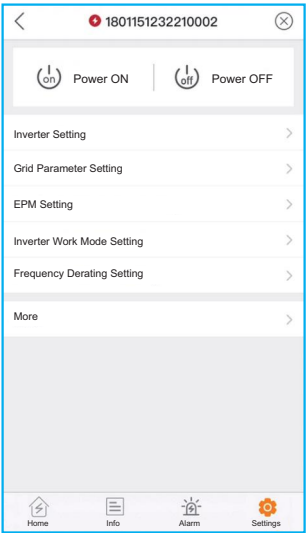 1801151232210002
on Power ON off Power OFF
Inverter Setting
Grid Parameter Setting
EPM Setting
Inverter Work Mode Setting
Frequency Derating Setting
More
Home Info Alarm Settings